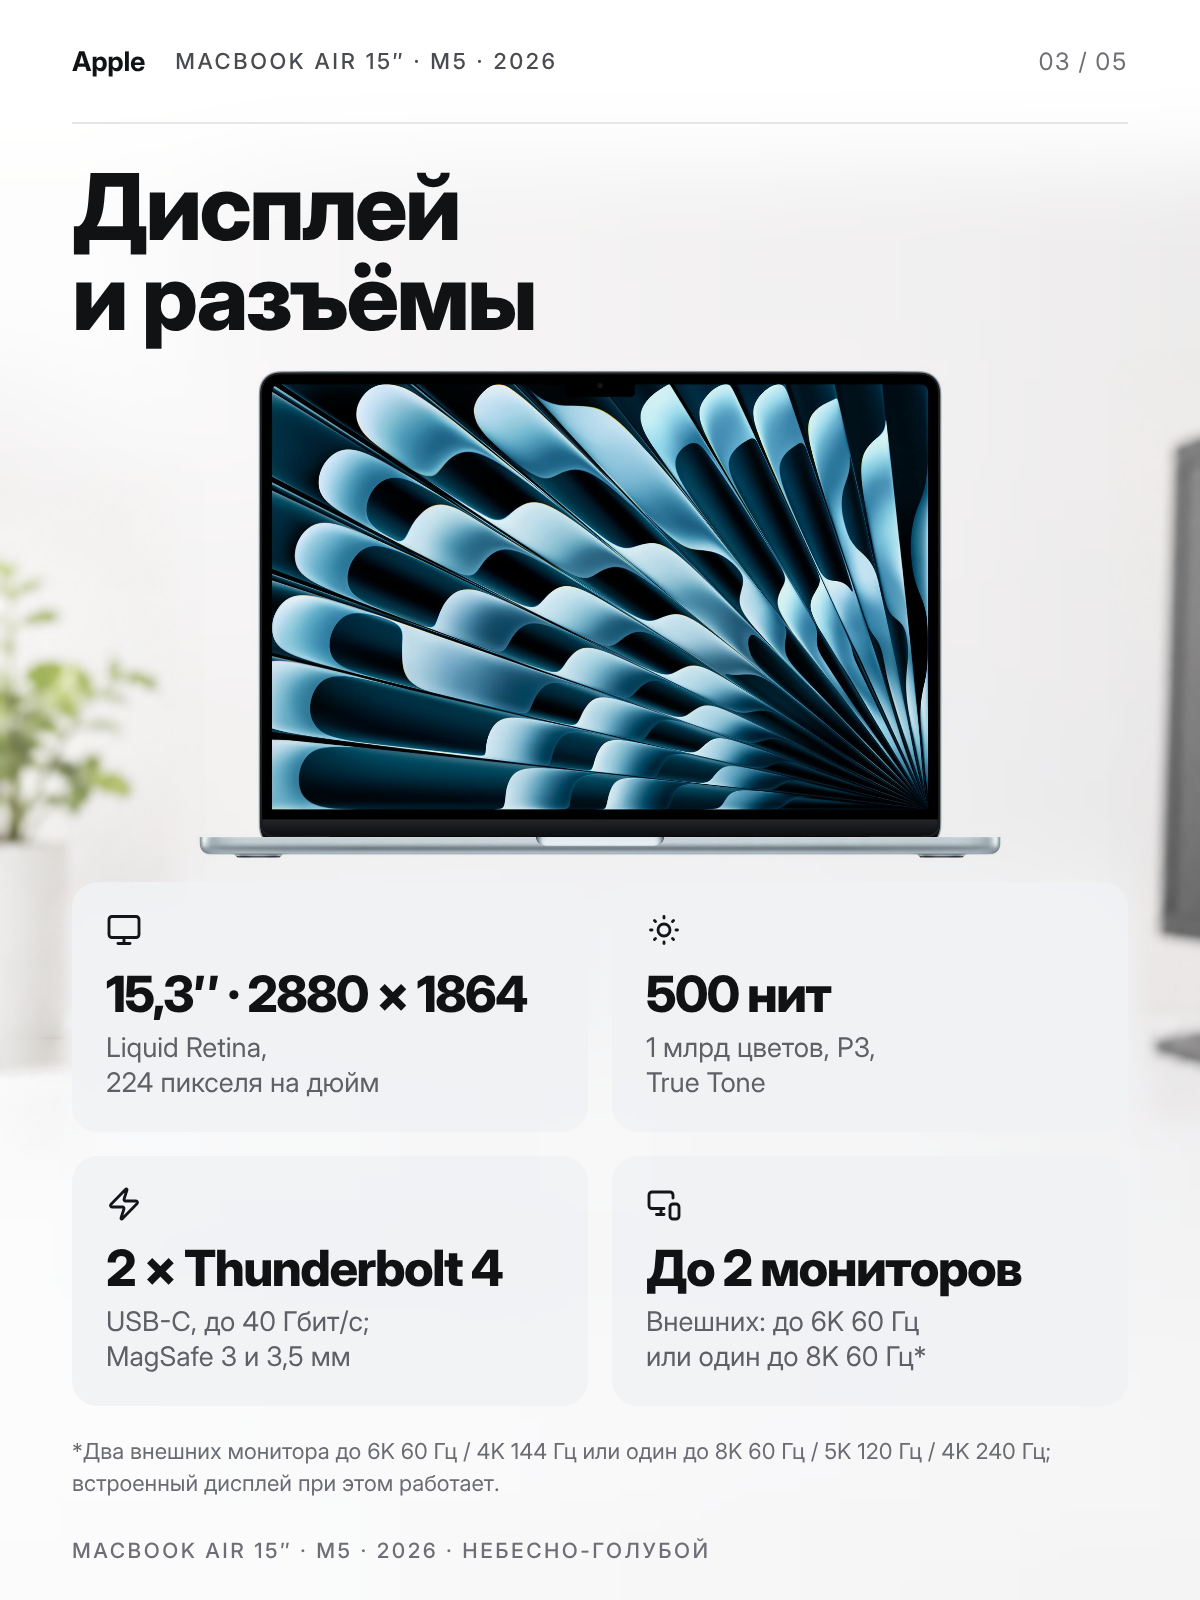 Apple MACBOOK AIR 15″ · M5 · 2026 03 / 05
Дисплей
и разъёмы
15,3″ · 2880 × 1864
Liquid Retina,
224 пикселя на дюйм
500 нит
1 млрд цветов, P3,
True Tone
2 × Thunderbolt 4
USB-C, до 40 Гбит/с;
MagSafe 3 и 3,5 мм
До 2 мониторов
Внешних: до 6K 60 Гц
или один до 8K 60 Гц*
*Два внешних монитора до 6K 60 Гц / 4K 144 Гц или один до 8K 60 Гц / 5K 120 Гц / 4K 240 Гц;
встроенный дисплей при этом работает.
MACBOOK AIR 15″ · M5 · 2026 · НЕБЕСНО-ГОЛУБОЙ